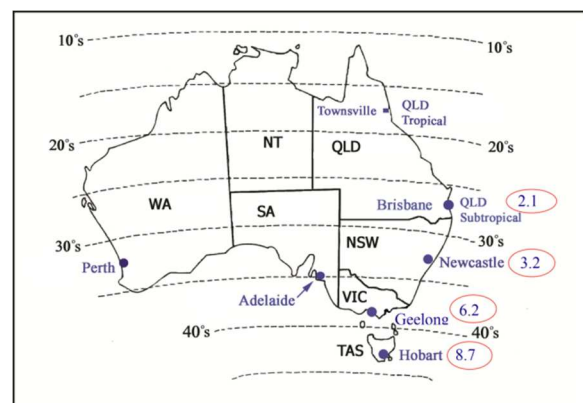 10°s
10°s
Townsville
QLD
Tropical
20°s
20°s
NT
QLD
WA
Brisbane
QLD
Subtropical
2.1
SA
NSW
30°s
30°s
Perth
Newcastle
3.2
Adelaide
VIC
Geelong
6.2
40°s
40°s
TAS
Hobart
8.7